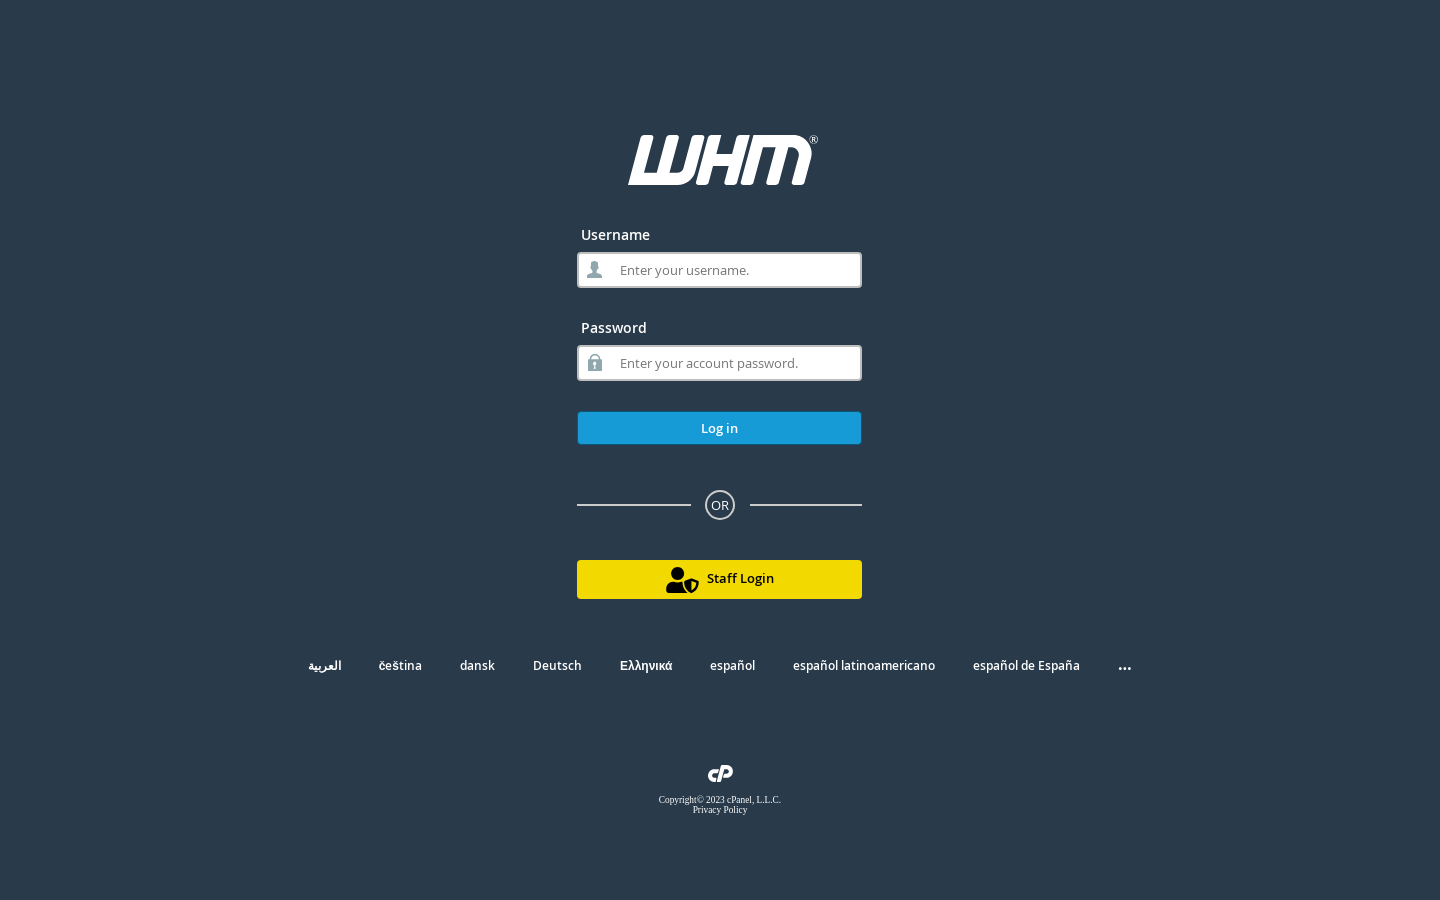 WHM®
Username
Enter your username.
Password
Enter your account password.
Log in
OR
Staff Login
العربية čeština dansk Deutsch Ελληνικά español español latinoamericano español de España ...
cP
Copyright© 2023 cPanel, L.L.C.
Privacy Policy